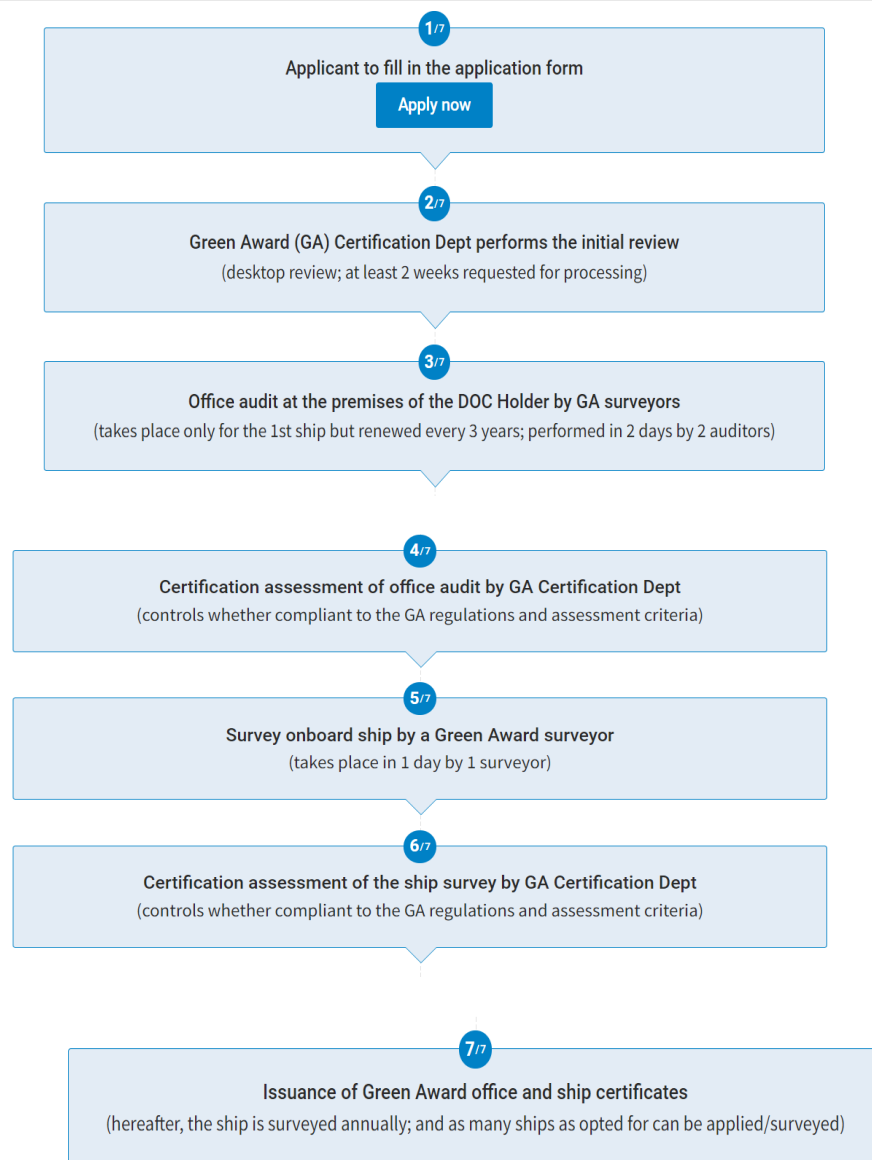 1/7
Applicant to fill in the application form
Apply now
2/7
Green Award (GA) Certification Dept performs the initial review
(desktop review; at least 2 weeks requested for processing)
3/7
Office audit at the premises of the DOC Holder by GA surveyors
(takes place only for the 1st ship but renewed every 3 years; performed in 2 days by 2 auditors)
4/7
Certification assessment of office audit by GA Certification Dept
(controls whether compliant to the GA regulations and assessment criteria)
5/7
Survey onboard ship by a Green Award surveyor
(takes place in 1 day by 1 surveyor)
6/7
Certification assessment of the ship survey by GA Certification Dept
(controls whether compliant to the GA regulations and assessment criteria)
7/7
Issuance of Green Award office and ship certificates
(hereafter, the ship is surveyed annually; and as many ships as opted for can be applied/surveyed)